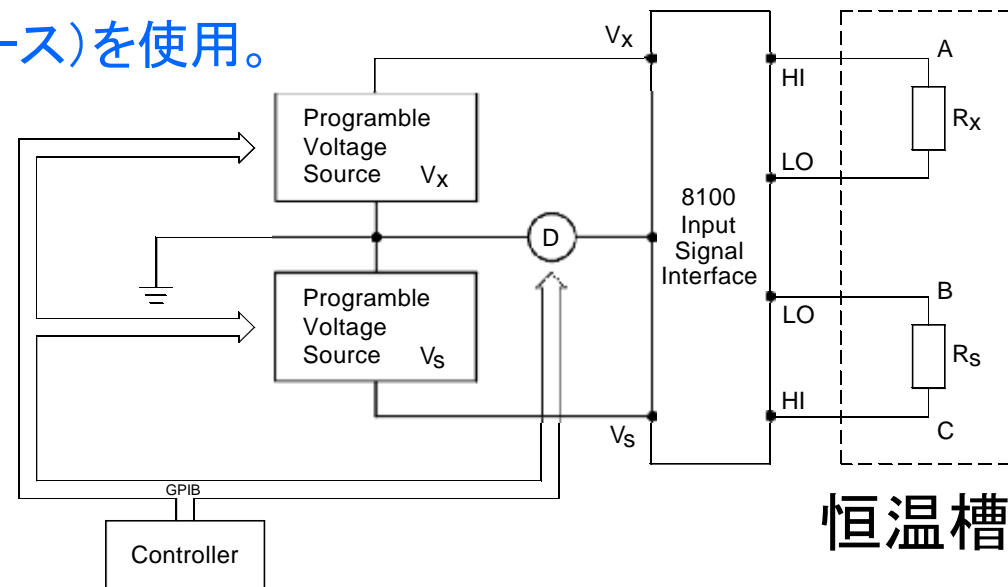 ース)を使用。
Programble
Voltage
Source Vx
Vx
D
Programble
Voltage
Source Vs
Vs
8100
Input
Signal
Interface
HI
LO
LO
HI
A
Rx
B
Rs
C
GPIB
Controller
恒温槽